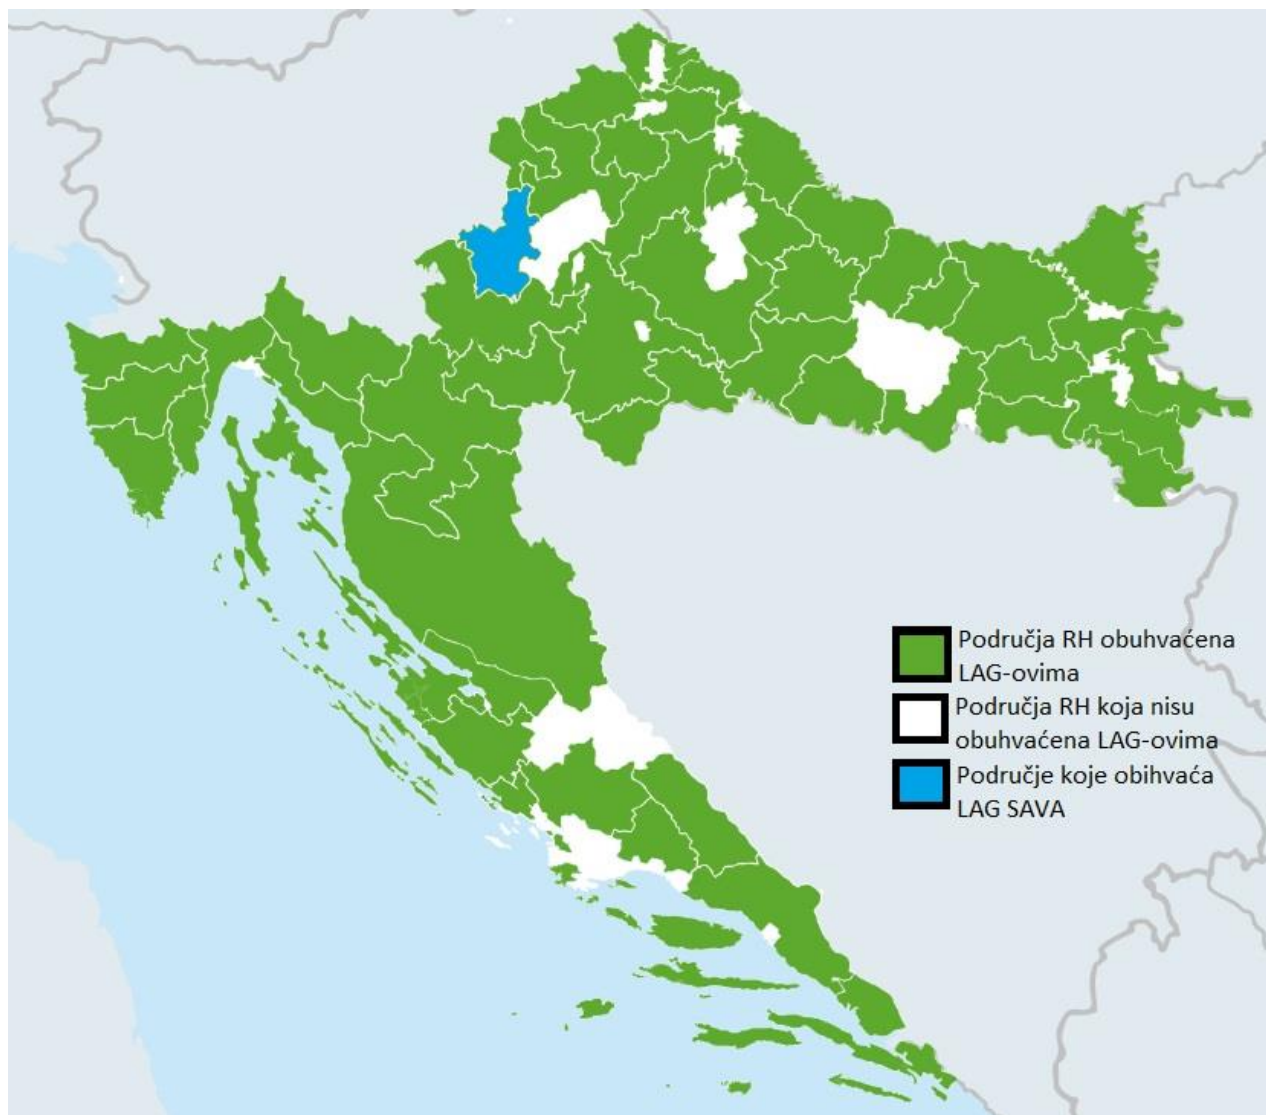 Područja RH obuhvaćena
LAG-ovima
Područja RH koja nisu
obuhvaćena LAG-ovima
Područje koje obihvaća
LAG SAVA